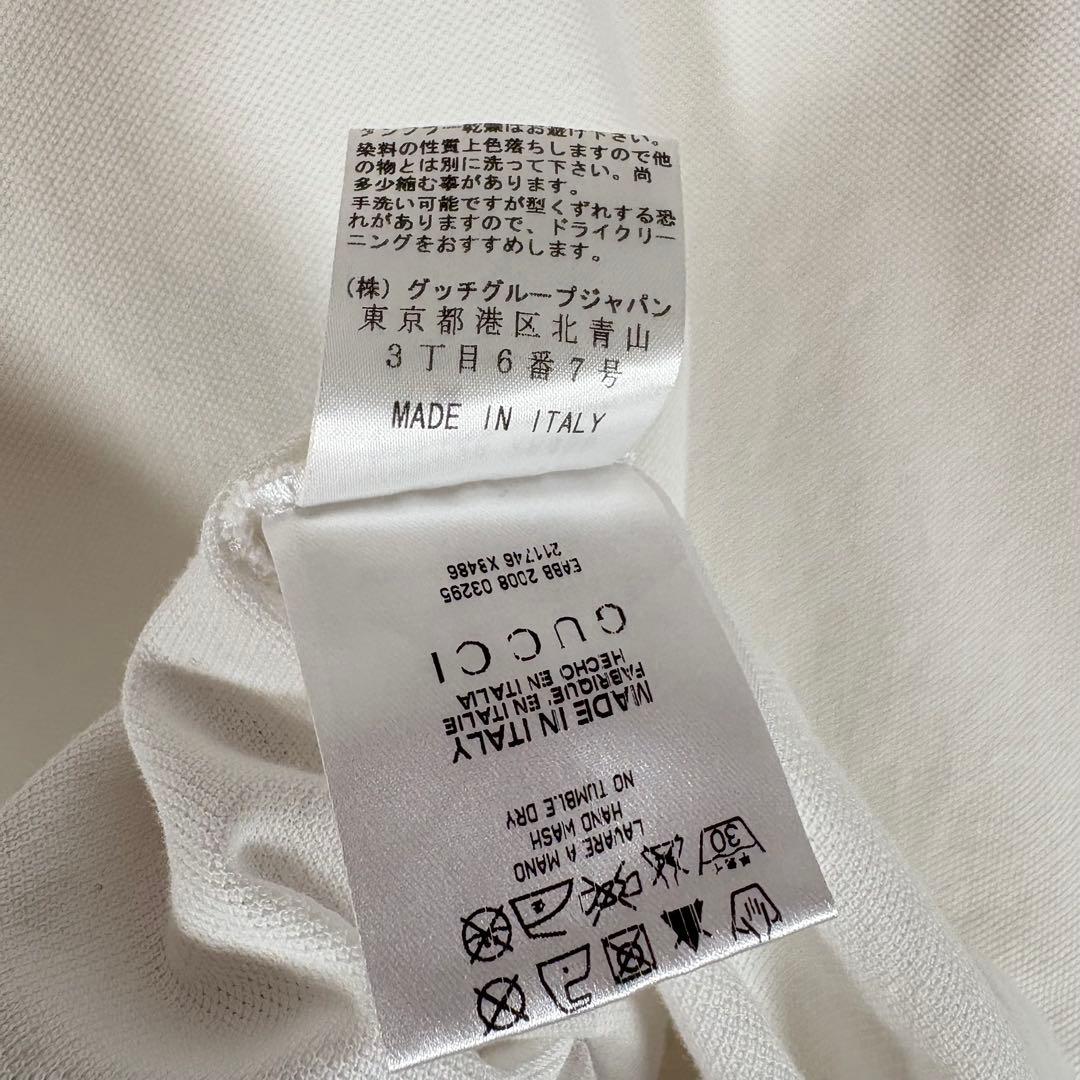 タンブラー乾燥はお避け下さい。
染料の性質上色落ちしますので他
の物とは別に洗って下さい。尚
多少縮む事があります。
手洗い可能ですが型くずれする恐
れがありますので、ドライクリー
ニングをおすすめします。
(株) グッチグループジャパン
東京都港区北青山
3丁目6番7号
MADE IN ITALY
LAVARE A MANO
HAND WASH
NO TUMBLE DRY
MADE IN ITALY
FABRIQUE' EN ITALIE
HECHO EN ITALIA
GUCCI
EABB 2008 03295
211746 X3486
30